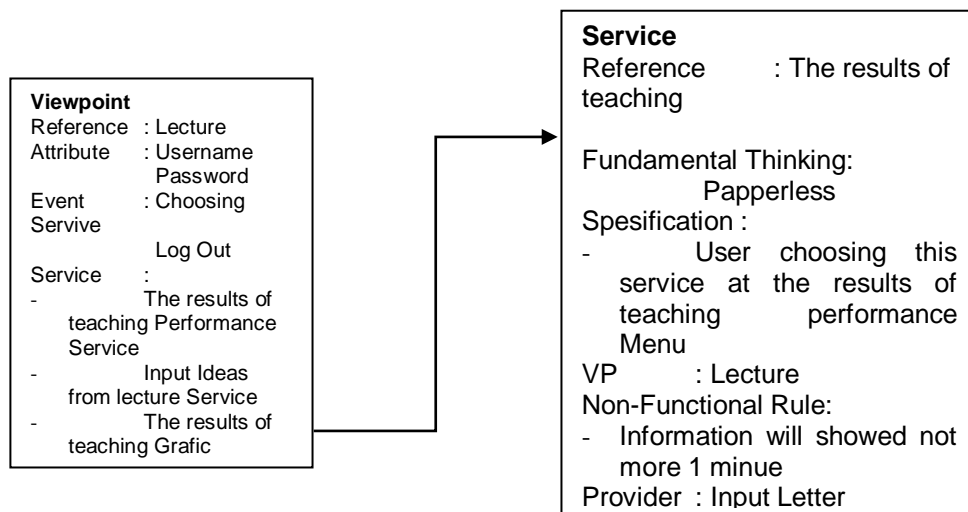 Viewpoint
Reference : Lecture
Attribute : Username
Password
Event : Choosing
Servive
Log Out
Service :
- The results of
teaching Performance
Service
- Input Ideas
from lecture Service
- The results of
teaching Grafic
Service
Reference : The results of
teaching
Fundamental Thinking:
Papperless
Spesification :
- User choosing this
service at the results of
teaching performance
Menu
VP : Lecture
Non-Functional Rule:
- Information will showed not
more 1 minue
Provider : Input Letter